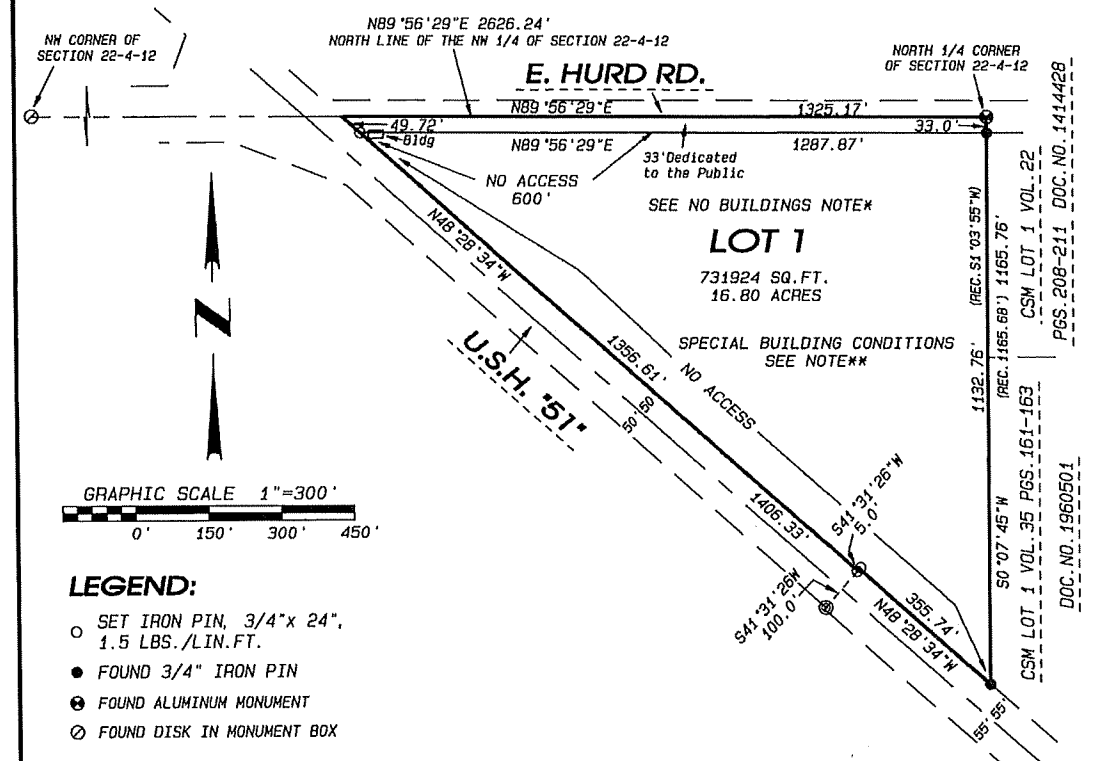 N89°56'29"E 2626.24'
NORTH LINE OF THE NW 1/4 OF SECTION 22-4-12
NW CORNER OF
SECTION 22-4-12
NORTH 1/4 CORNER
OF SECTION 22-4-12
E. HURD RD.
N89°56'29"E
1325.17'
49.72'
Bldg
N89°56'29"E
33.0'
1287.87'
33'Dedicated
to the Public
NO ACCESS
600'
SEE NO BUILDINGS NOTE*
LOT 1
731924 SQ.FT.
16.80 ACRES
SPECIAL BUILDING CONDITIONS
SEE NOTE**
N48°28'34"W
1356.61'
NO ACCESS
U.S.H. "51"
50' 50
1406.33'
S41°31'26"W
5.0'
S41°31'26"W
100.0'
355.74'
N48°28'34"W
55' 55'
(REC.S1°03'55"W)
(REC.1165.68') 1165.76'
1132.76'
S0°07'45"W
CSM LOT 1 VOL. 22
PGS.208-211 DOC.NO.1414428
CSM LOT 1 VOL.35 PGS.161-163
DOC.NO.1960501
N
GRAPHIC SCALE 1"=300'
0' 150' 300' 450'
LEGEND:
SET IRON PIN, 3/4"x 24",
1.5 LBS./LIN.FT.
FOUND 3/4" IRON PIN
FOUND ALUMINUM MONUMENT
FOUND DISK IN MONUMENT BOX